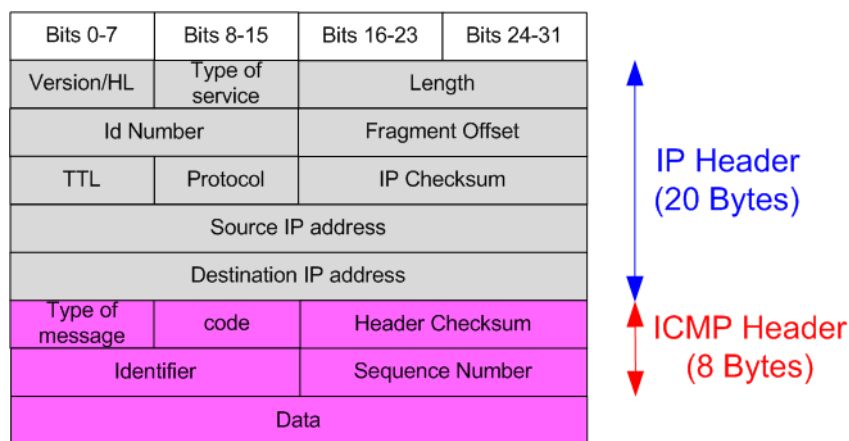 Bits 0-7 Bits 8-15 Bits 16-23 Bits 24-31
Version/HL Type of service Length
Id Number Fragment Offset
TTL Protocol IP Checksum
Source IP address
Destination IP address
IP Header
(20 Bytes)
Type of message code Header Checksum
Identifier Sequence Number
Data
ICMP Header
(8 Bytes)